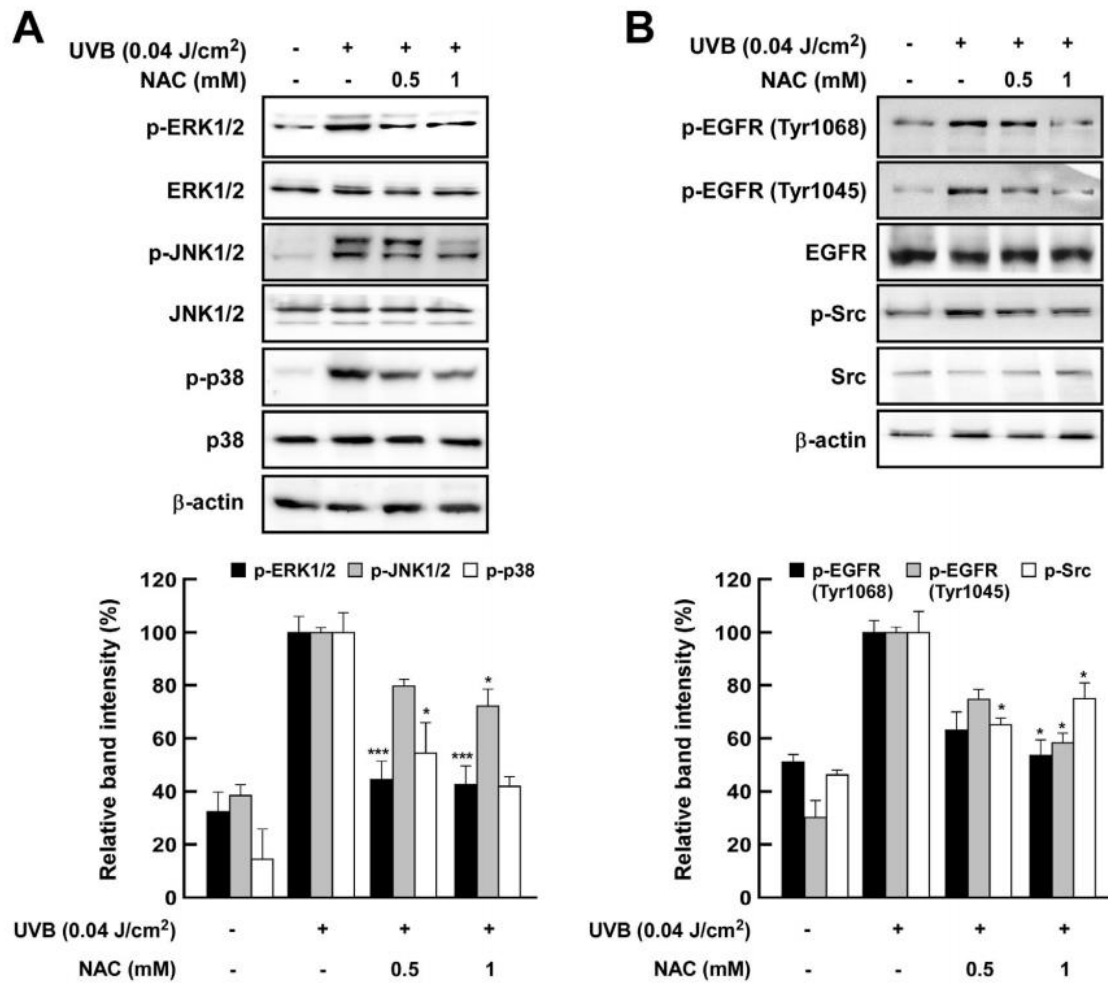 A
UVB (0.04 J/cm²) - + + +
NAC (mM) - - 0.5 1
p-ERK1/2
ERK1/2
p-JNK1/2
JNK1/2
p-p38
p38
β-actin
p-ERK1/2 p-JNK1/2 p-p38
Relative band intensity (%)
120
100
80
60
40
20
0
*** * *** *
UVB (0.04 J/cm²) - + + +
NAC (mM) - - 0.5 1
B
UVB (0.04 J/cm²) - + + +
NAC (mM) - - 0.5 1
p-EGFR (Tyr1068)
p-EGFR (Tyr1045)
EGFR
p-Src
Src
β-actin
p-EGFR (Tyr1068) p-EGFR (Tyr1045) p-Src
Relative band intensity (%)
120
100
80
60
40
20
0
* * * *
UVB (0.04 J/cm²) - + + +
NAC (mM) - - 0.5 1